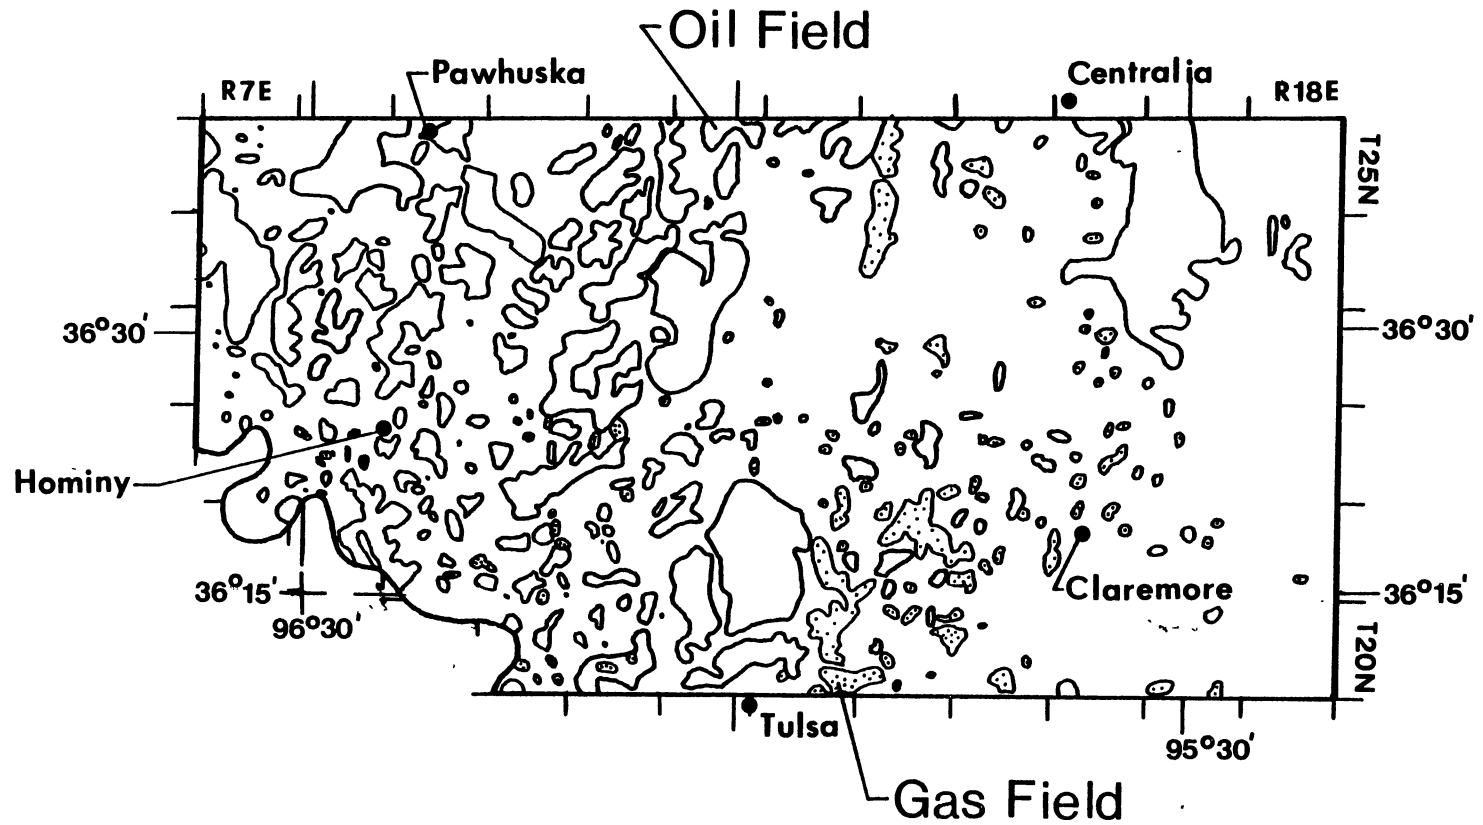 Oil Field
Pawhuska
Centralia
R7E
R18E
T25N
36°30'
36°30'
Hominy
36°15'
Claremore
36°15'
96°30'
T20N
Tulsa
95°30'
Gas Field